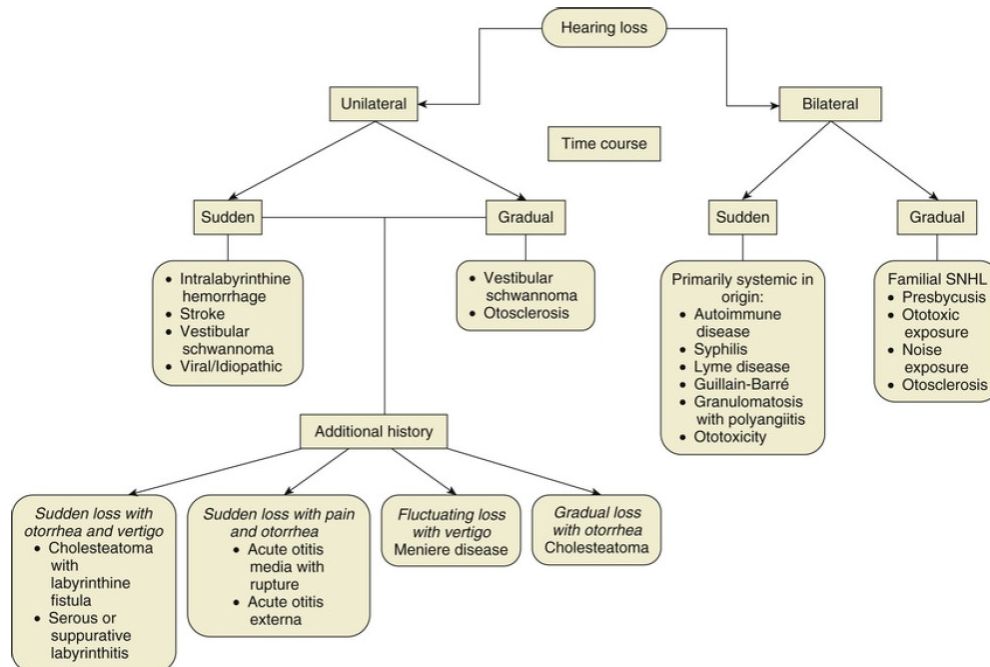 Hearing loss
Unilateral
Bilateral
Time course
Sudden
Gradual
Sudden
Gradual
• Intralabyrinthine
hemorrhage
• Stroke
• Vestibular
schwannoma
• Viral/Idiopathic
• Vestibular
schwannoma
• Otosclerosis
Primarily systemic in
origin:
• Autoimmune
disease
• Syphilis
• Lyme disease
• Guillain-Barré
• Granulomatosis
with polyangiitis
• Ototoxicity
Familial SNHL
• Presbycusis
• Ototoxic
exposure
• Noise
exposure
• Otosclerosis
Additional history
Sudden loss with
otorrhea and vertigo
• Cholesteatoma
with
labyrinthine
fistula
• Serous or
suppurative
labyrinthitis
Sudden loss with pain
and otorrhea
• Acute otitis
media with
rupture
• Acute otitis
externa
Fluctuating loss
with vertigo
Meniere disease
Gradual loss
with otorrhea
Cholesteatoma